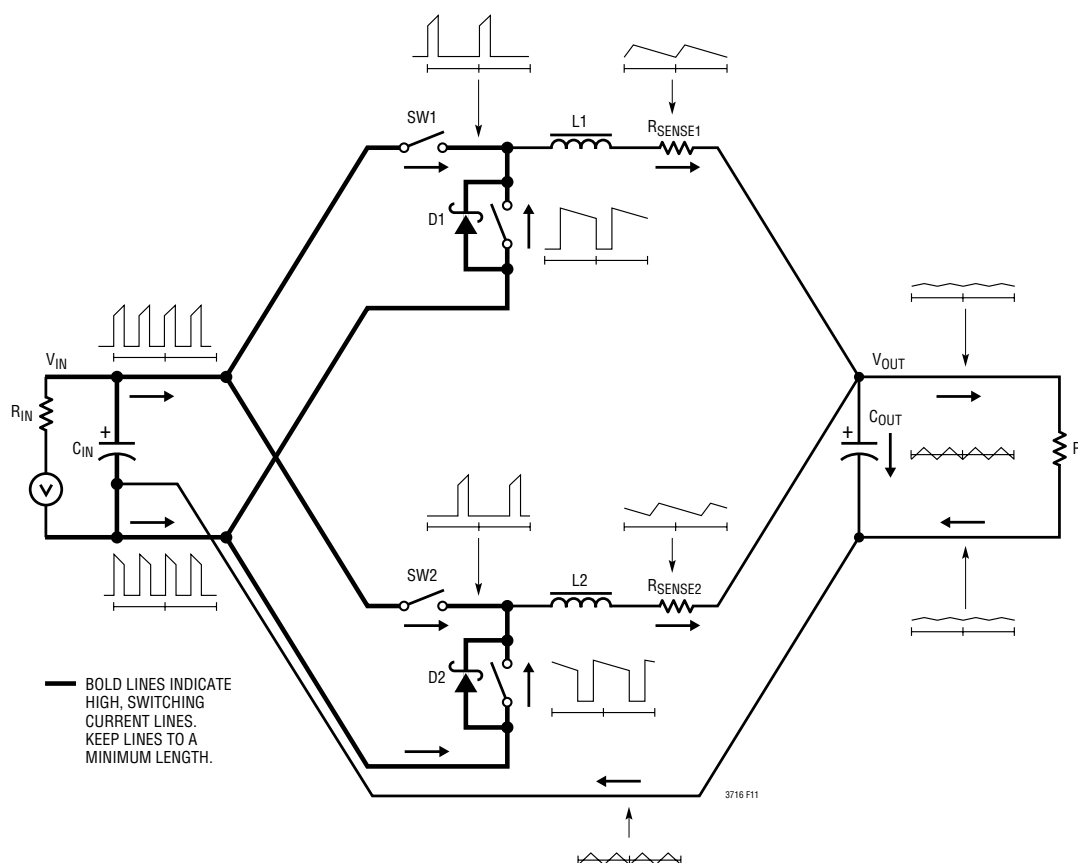 SW1
L1
RSENSE1
D1
VIN
RIN
+
CIN
V
VOUT
COUT
+
R
SW2
L2
RSENSE2
D2
BOLD LINES INDICATE
HIGH, SWITCHING
CURRENT LINES.
KEEP LINES TO A
MINIMUM LENGTH.
3716 F11